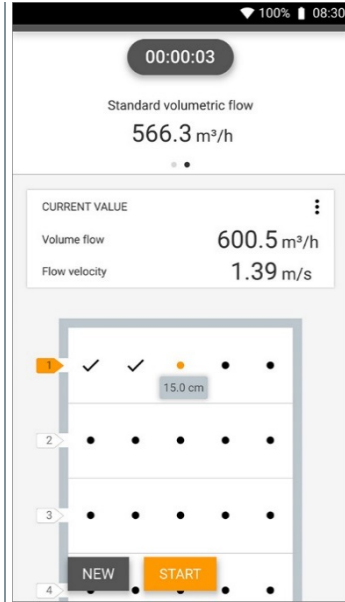 100% 08:30
00:00:03
Standard volumetric flow
566.3 m³/h
CURRENT VALUE
Volume flow 600.5 m³/h
Flow velocity 1.39 m/s
1
15.0 cm
2
3
NEW START
4